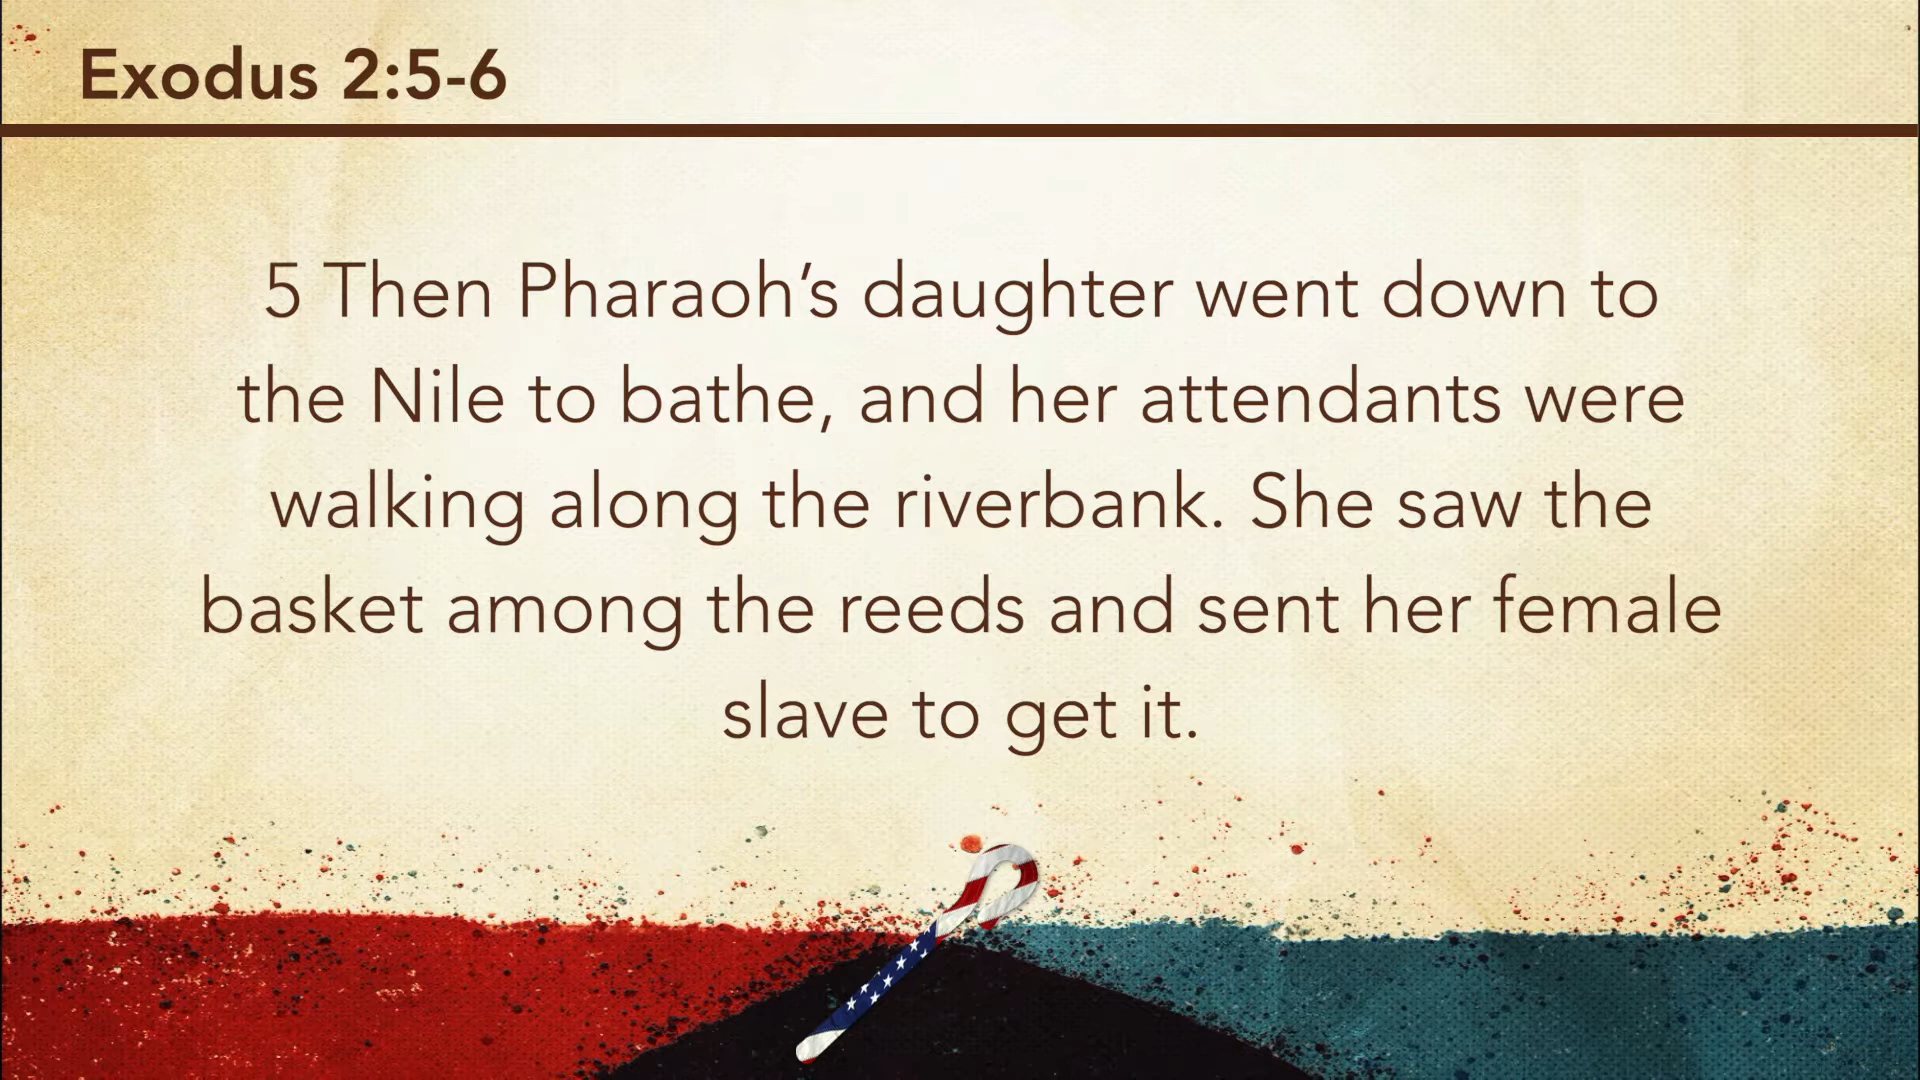 Exodus 2:5-6
5 Then Pharaoh’s daughter went down to
the Nile to bathe, and her attendants were
walking along the riverbank. She saw the
basket among the reeds and sent her female
slave to get it.